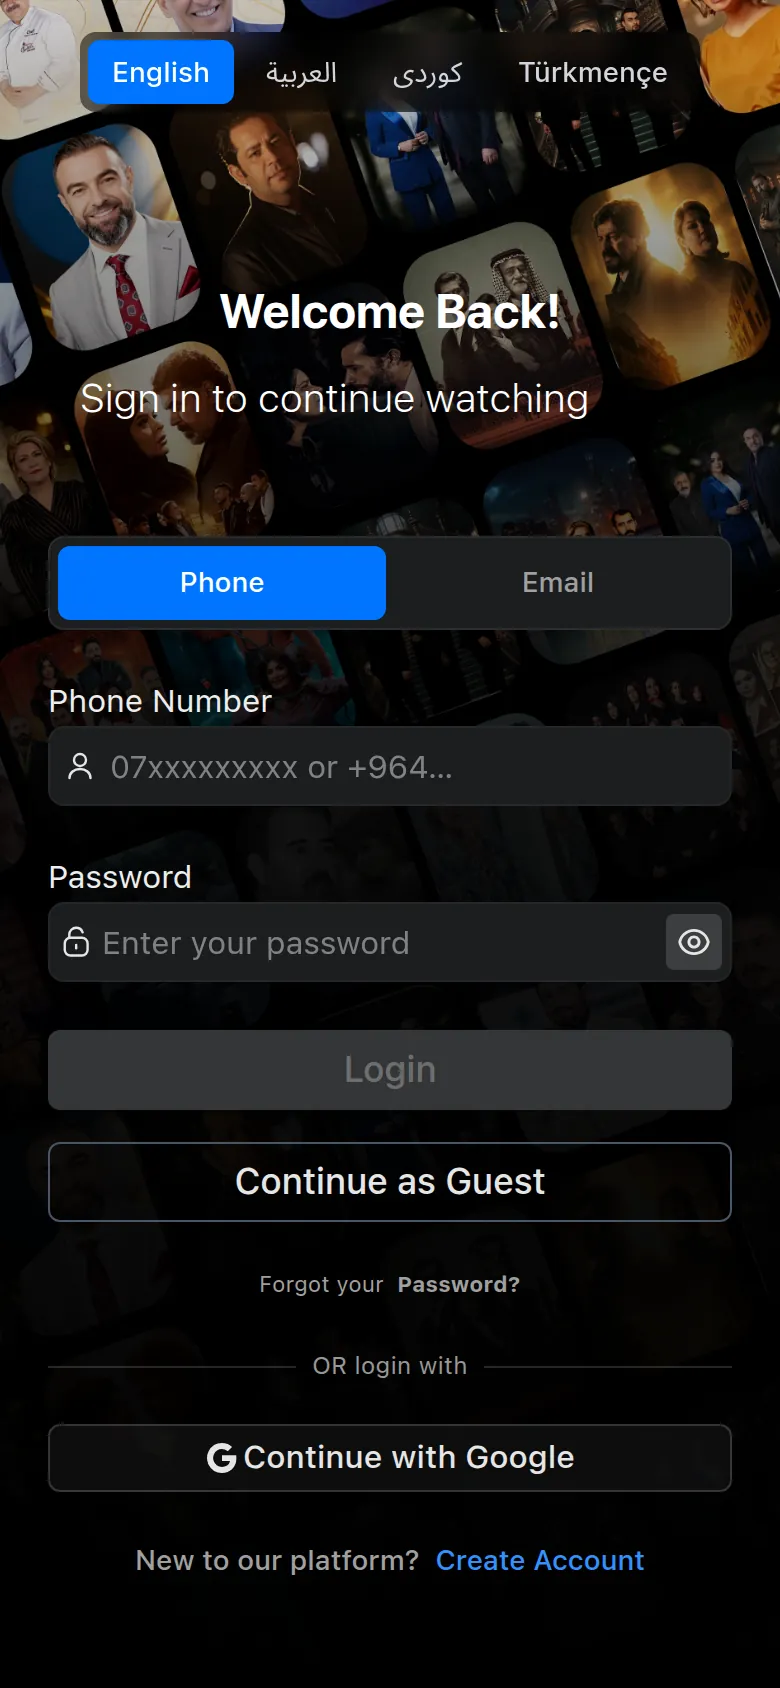 English
العربية
کوردی
Türkmençe
Welcome Back!
Sign in to continue watching
Phone
Email
Phone Number
07xxxxxxxxx or +964...
Password
Enter your password
Login
Continue as Guest
Forgot your Password?
OR login with
Continue with Google
New to our platform? Create Account